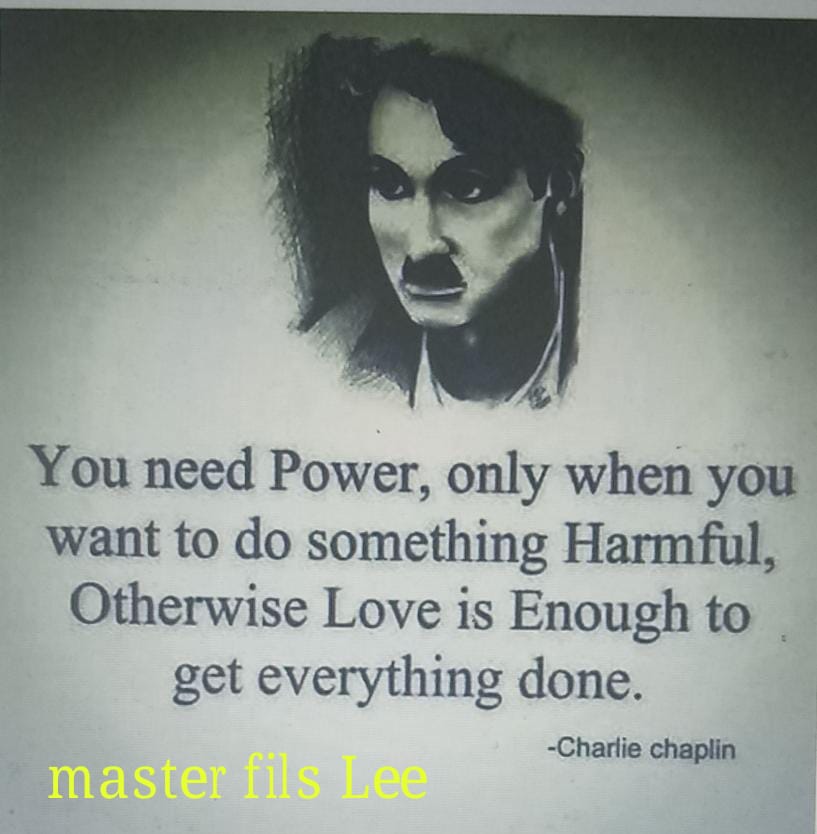 You need Power, only when you
want to do something Harmful,
Otherwise Love is Enough to
get everything done.
-Charlie chaplin
master fils Lee